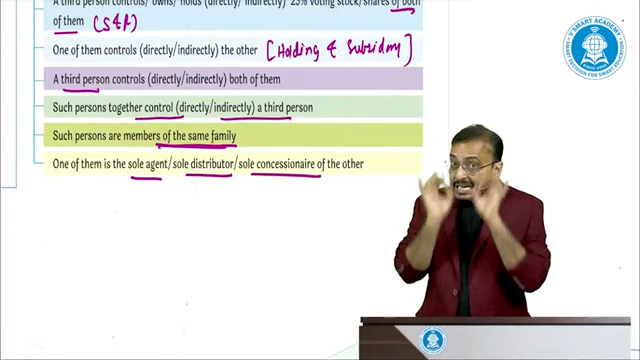 A third person controls/ owns/ holds (directly/ indirectly) 25% voting stock/shares of both
of them (S&R)
One of them controls (directly/indirectly) the other [Holding & Subsidiary]
A third person controls (directly/indirectly) both of them
Such persons together control (directly/indirectly) a third person
Such persons are members of the same family
One of them is the sole agent/sole distributor/sole concessionaire of the other
V SMART ACADEMY